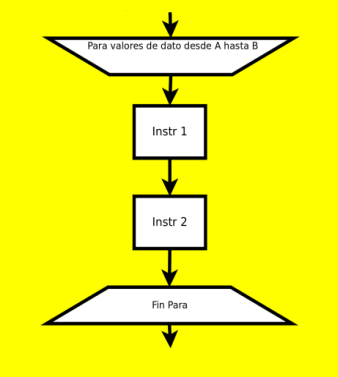 Para valores de dato desde A hasta B
Instr 1
Instr 2
Fin Para